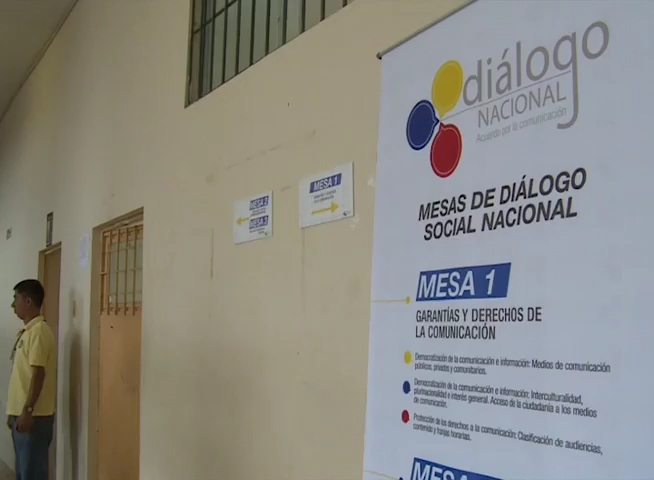 diálogo
NACIONAL
Acuerdo por la comunicación
MESAS DE DIÁLOGO
SOCIAL NACIONAL
MESA 1
GARANTÍAS Y DERECHOS DE
LA COMUNICACIÓN
Democratización de la comunicación e información: Medios de comunicación
públicos, privados y comunitarios.
Democratización de la comunicación e información: Interculturalidad,
plurinacionalidad e interés general. Acceso de la ciudadanía a los medios
de comunicación.
Protección de los derechos a la comunicación: Clasificación de audiencias,
contenido y franjas horarias.
MESA
MESA 2
MESA 3
MESA 1